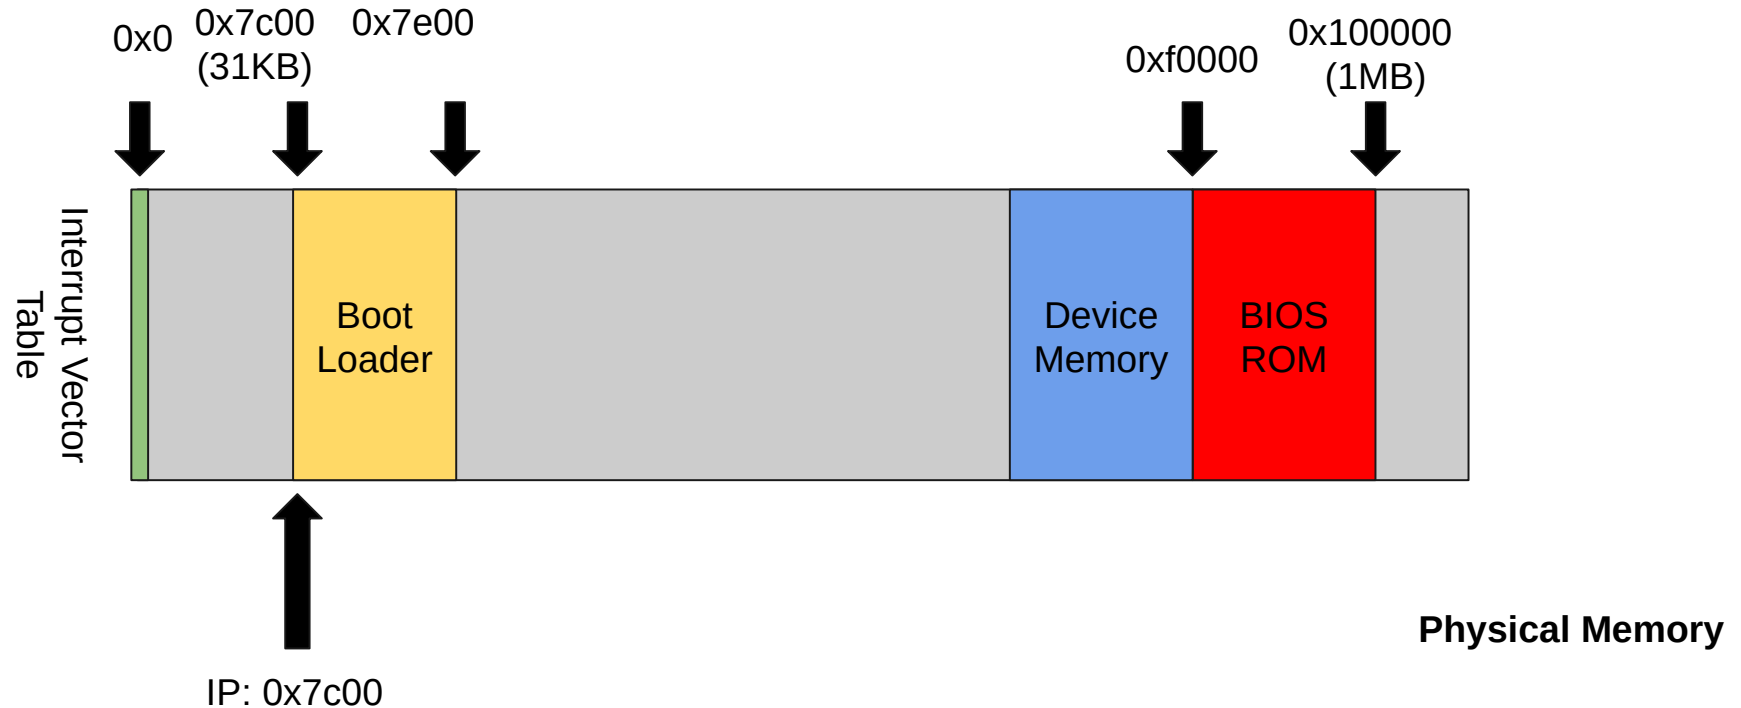 0x0
0x7c00
(31KB)
0x7e00
0xf0000
0x100000
(1MB)
Interrupt Vector
Table
Boot
Loader
Device
Memory
BIOS
ROM
IP: 0x7c00
Physical Memory